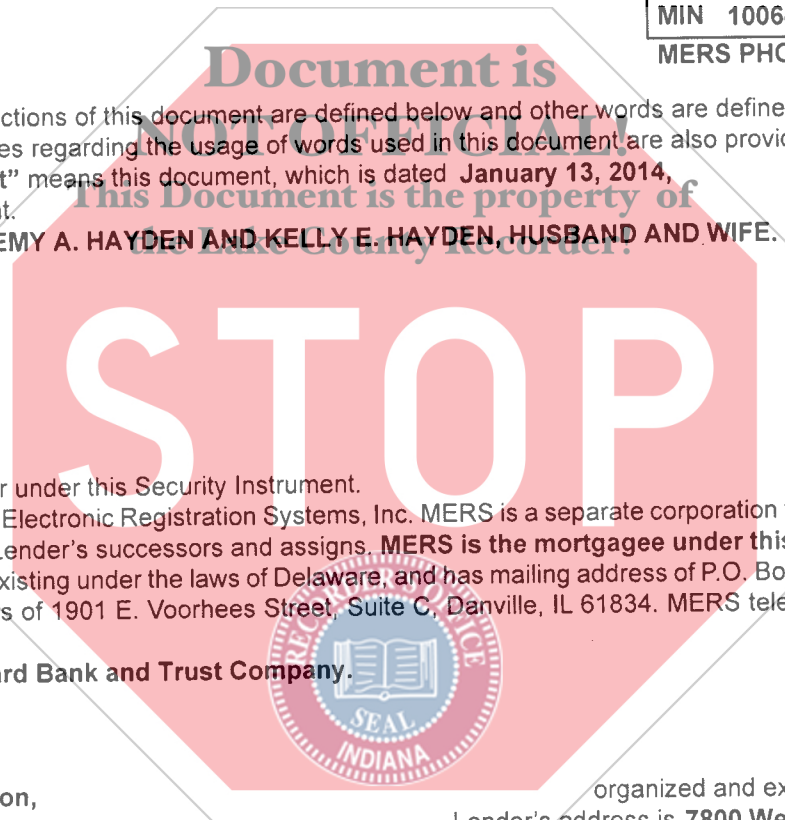 MIN 1006
MERS PHO
Document is
ctions of this document are defined below and other words are define
NOT OFFICIAL!
es regarding the usage of words used in this document are also provid
t” means this document, which is dated January 13, 2014,
This Document is the property of
t.
EMY A. HAYDEN AND KELLY E. HAYDEN, HUSBAND AND WIFE.
the Lake County Recorder!
STOP
r under this Security Instrument.
Electronic Registration Systems, Inc. MERS is a separate corporation
Lender's successors and assigns. MERS is the mortgagee under this
xisting under the laws of Delaware, and has mailing address of P.O. Bo
s of 1901 E. Voorhees Street, Suite C, Danville, IL 61834. MERS tele
RECORDER'S OFFICE
rd Bank and Trust Company.
SEAL
INDIANA
organized and ex
on,
Lender's address is 7800 We